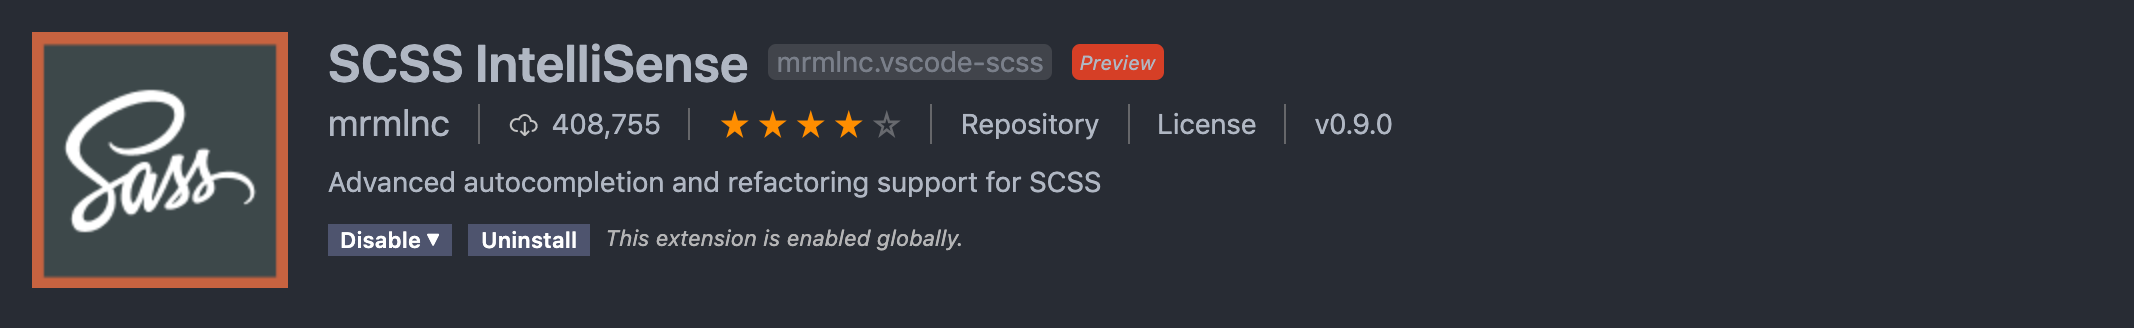 Sass
SCSS IntelliSense mrmlnc.vscode-scss Preview
mrmlnc 408,755 Repository License v0.9.0
Advanced autocompletion and refactoring support for SCSS
Disable Uninstall This extension is enabled globally.